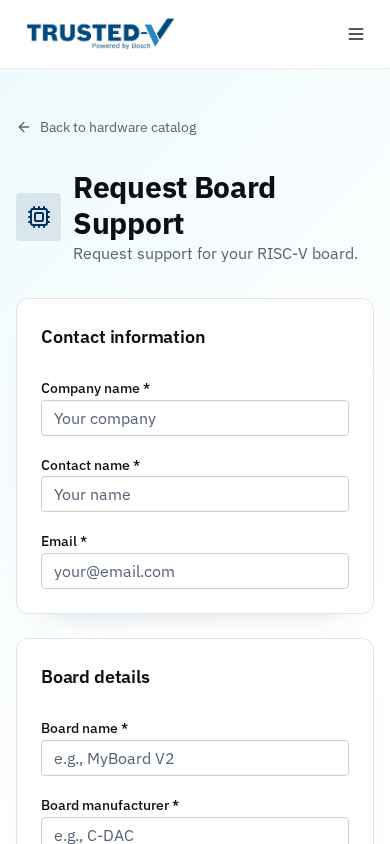 TRUSTED-V
Powered by Bosch
Back to hardware catalog
Request Board
Support
Request support for your RISC-V board.
Contact information
Company name *
Your company
Contact name *
Your name
Email *
your@email.com
Board details
Board name *
e.g., MyBoard V2
Board manufacturer *
e.g., C-DAC